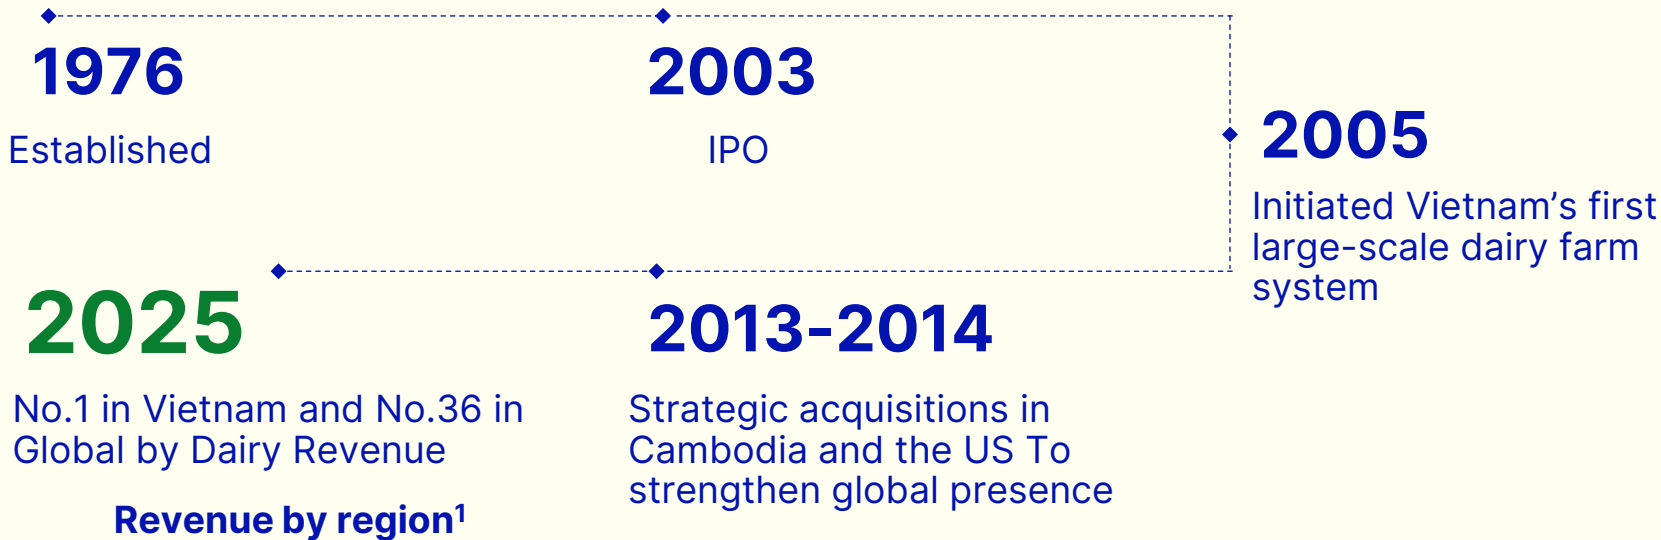 1976
Established
2003
IPO
2005
Initiated Vietnam’s first
large-scale dairy farm
system
2013-2014
Strategic acquisitions in
Cambodia and the US To
strengthen global presence
2025
No.1 in Vietnam and No.36 in
Global by Dairy Revenue
Revenue by region¹